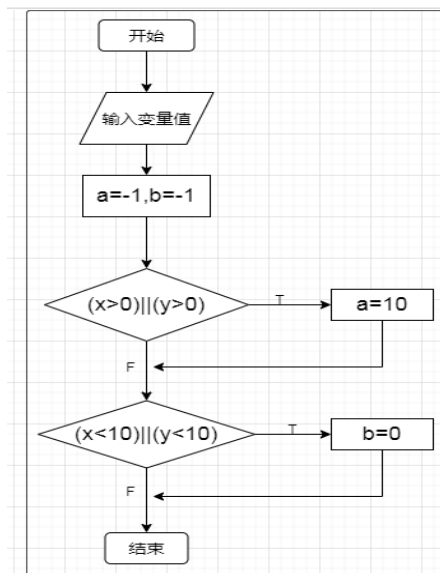 开始
输入变量值
a=-1,b=-1
(x>0)||(y>0)
T
a=10
F
(x<10)||(y<10)
T
b=0
F
结束